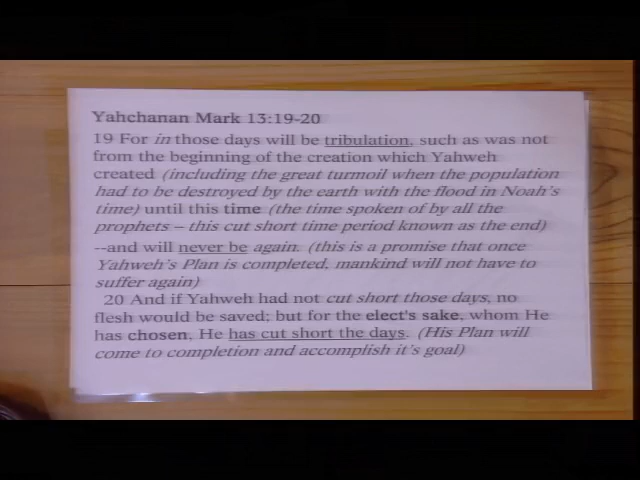 Yahchanan Mark 13:19-20
19 For in those days will be tribulation, such as was not
from the beginning of the creation which Yahweh
created (including the great turmoil when the population
had to be destroyed by the earth with the flood in Noah's
time) until this time (the time spoken of by all the
prophets – this cut short time period known as the end)
--and will never be again. (this is a promise that once
Yahweh's Plan is completed, mankind will not have to
suffer again)
20 And if Yahweh had not cut short those days, no
flesh would be saved; but for the elect's sake, whom He
has chosen, He has cut short the days. (His Plan will
come to completion and accomplish it's goal)